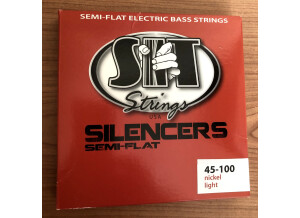 SEMI-FLAT ELECTRIC BASS STRINGS
SIT
Strings
USA
SILENCERS
SEMI-FLAT
45-100
nickel
light